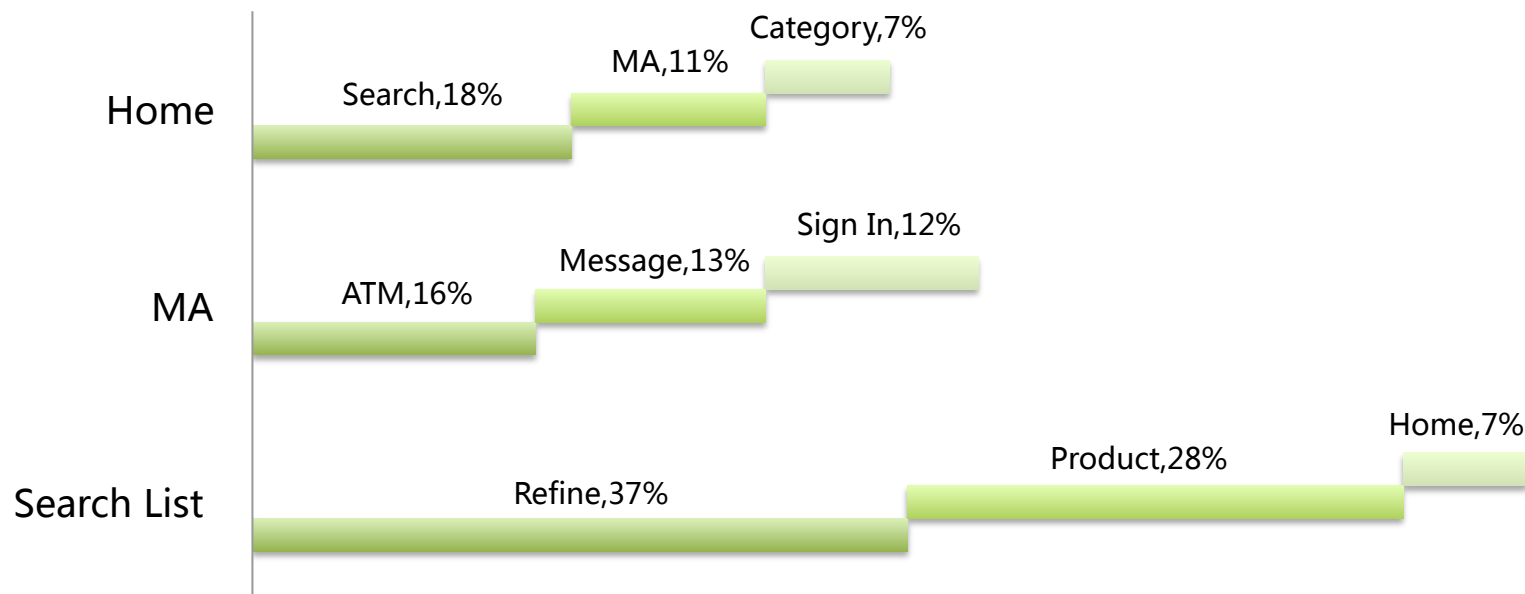 Category,7%
MA,11%
Search,18%
Home
Sign In,12%
Message,13%
ATM,16%
MA
Home,7%
Product,28%
Refine,37%
Search List